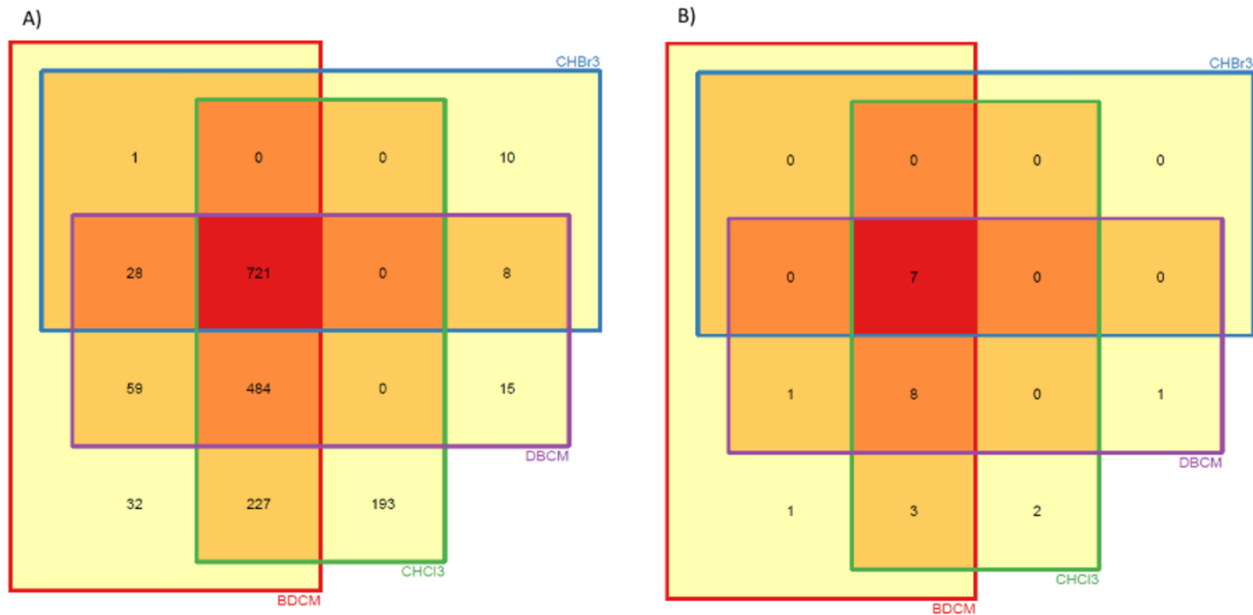 A)
CHBr3
1 0 0 10
28 721 0 8
59 484 0 15
DBCM
32 227 193
CHCl3
BDCM
B)
CHBr3
0 0 0 0
0 7 0 0
1 8 0 1
DBCM
1 3 2
CHCl3
BDCM